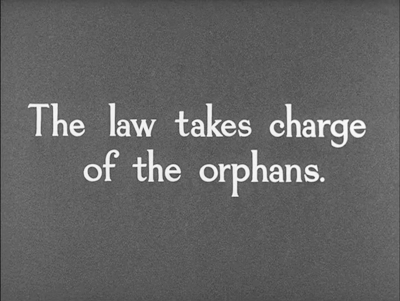 The law takes charge
of the orphans.